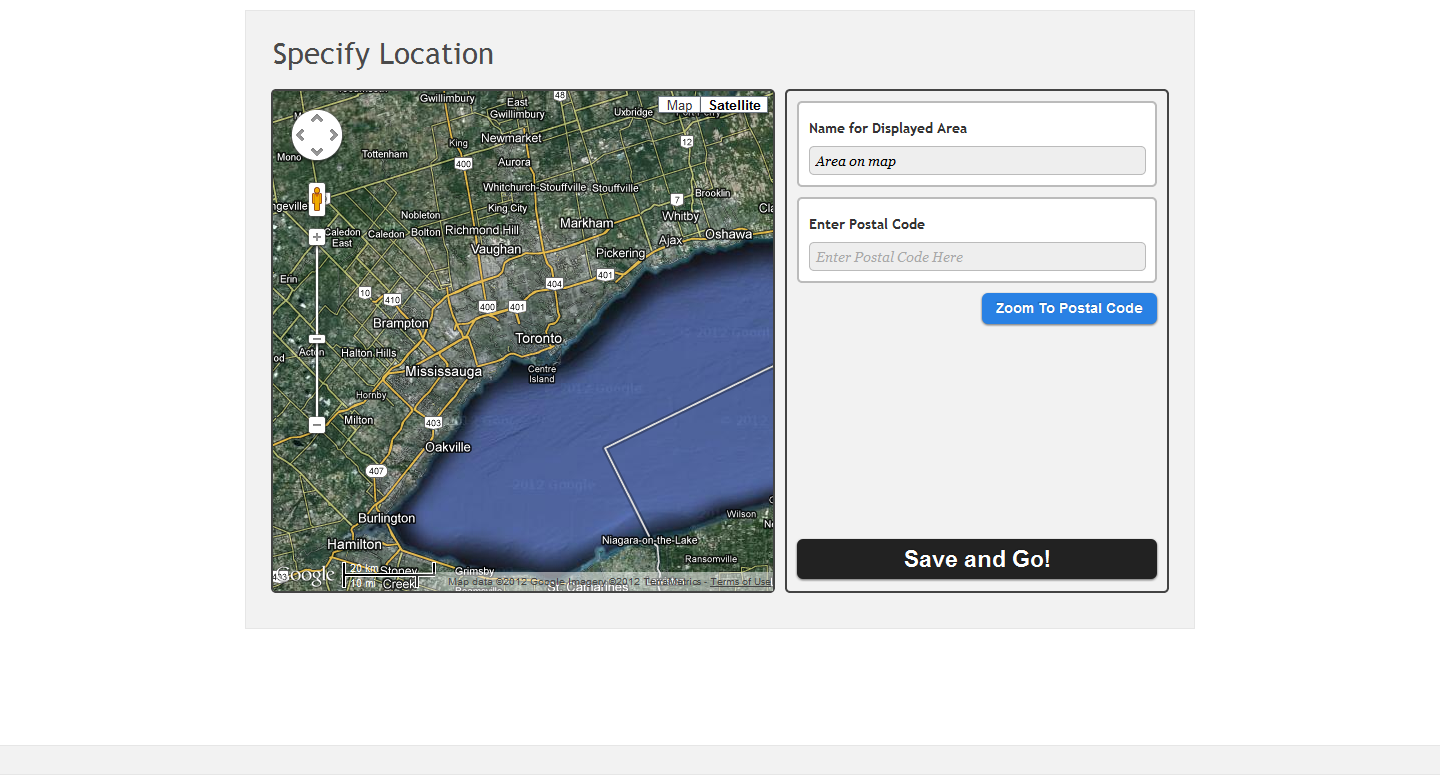 Specify Location
Gwillimbury
48
East
Gwillimbury
Uxbridge
Map
Satellite
12
Mono
Tottenham
King
Newmarket
400
Aurora
Whitchurch-Stouffville
Stouffville
7
Brooklin
King City
Nobleton
Markham
Whitby
Caledon
East
Caledon
Bolton
Richmond Hill
Vaughan
Ajax
Oshawa
Pickering
401
Erin
404
10
410
400
401
Brampton
Toronto
Acton
Halton Hills
Mississauga
Centre
Island
Hornby
Milton
403
Oakville
407
Burlington
Hamilton
Wilson
Niagara-on-the-Lake
Ransomville
Google
20 km
10 mi
Stoney
Creek
Grimsby
St. Catharines
Map data ©2012 Google Imagery ©2012 TerraMetrics - Terms of Use
Name for Displayed Area
Area on map
Enter Postal Code
Enter Postal Code Here
Zoom To Postal Code
Save and Go!